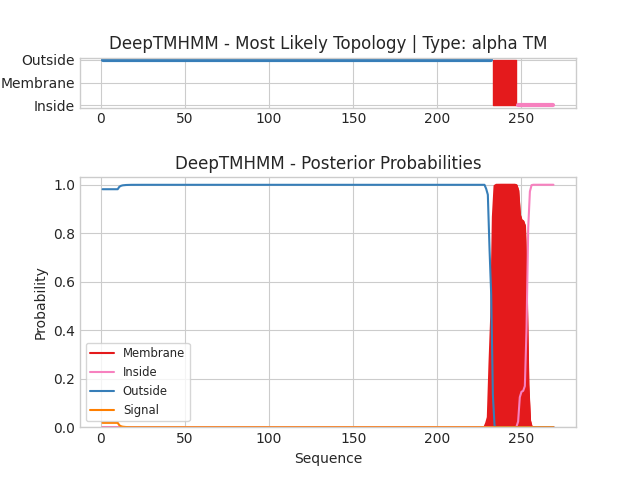 DeepTMHMM - Most Likely Topology | Type: alpha TM
Outside
Membrane
Inside
0 50 100 150 200 250
DeepTMHMM - Posterior Probabilities
1.0
0.8
0.6
0.4
0.2
0.0
Probability
Membrane
Inside
Outside
Signal
0 50 100 150 200 250
Sequence